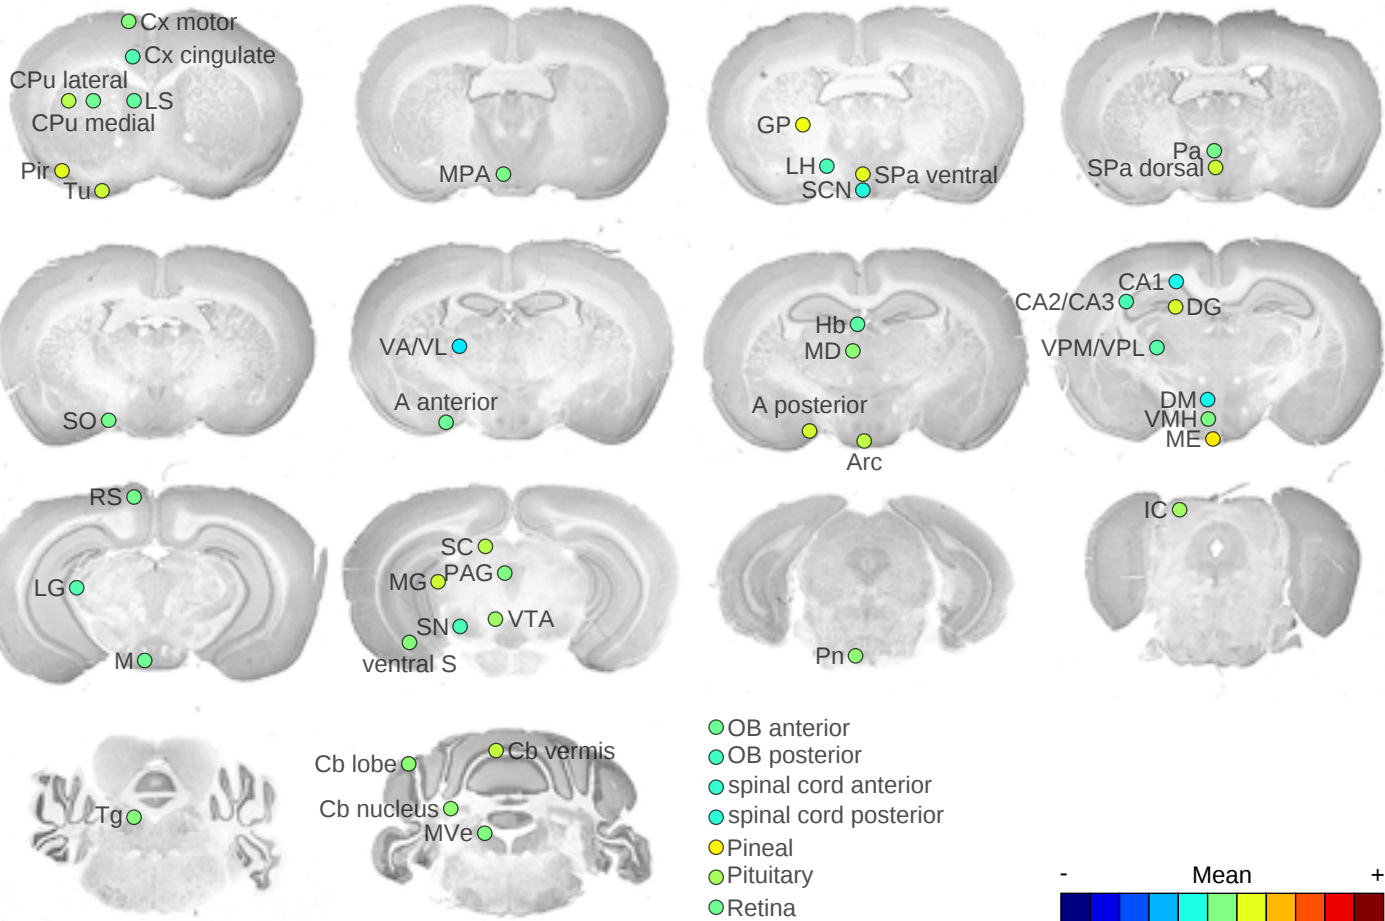 Cx motor
Cx cingulate
CPu lateral
LS
CPu medial
Pir
Tu
MPA
GP
LH
SPa ventral
SCN
Pa
SPa dorsal
SO
VA/VL
A anterior
Hb
MD
A posterior
Arc
CA1
CA2/CA3
DG
VPM/VPL
DM
VMH
ME
RS
LG
M
SC
MG
PAG
SN
VTA
ventral S
Pn
IC
Tg
Cb lobe
Cb vermis
Cb nucleus
MVe
OB anterior
OB posterior
spinal cord anterior
spinal cord posterior
Pineal
Pituitary
Retina
- Mean +